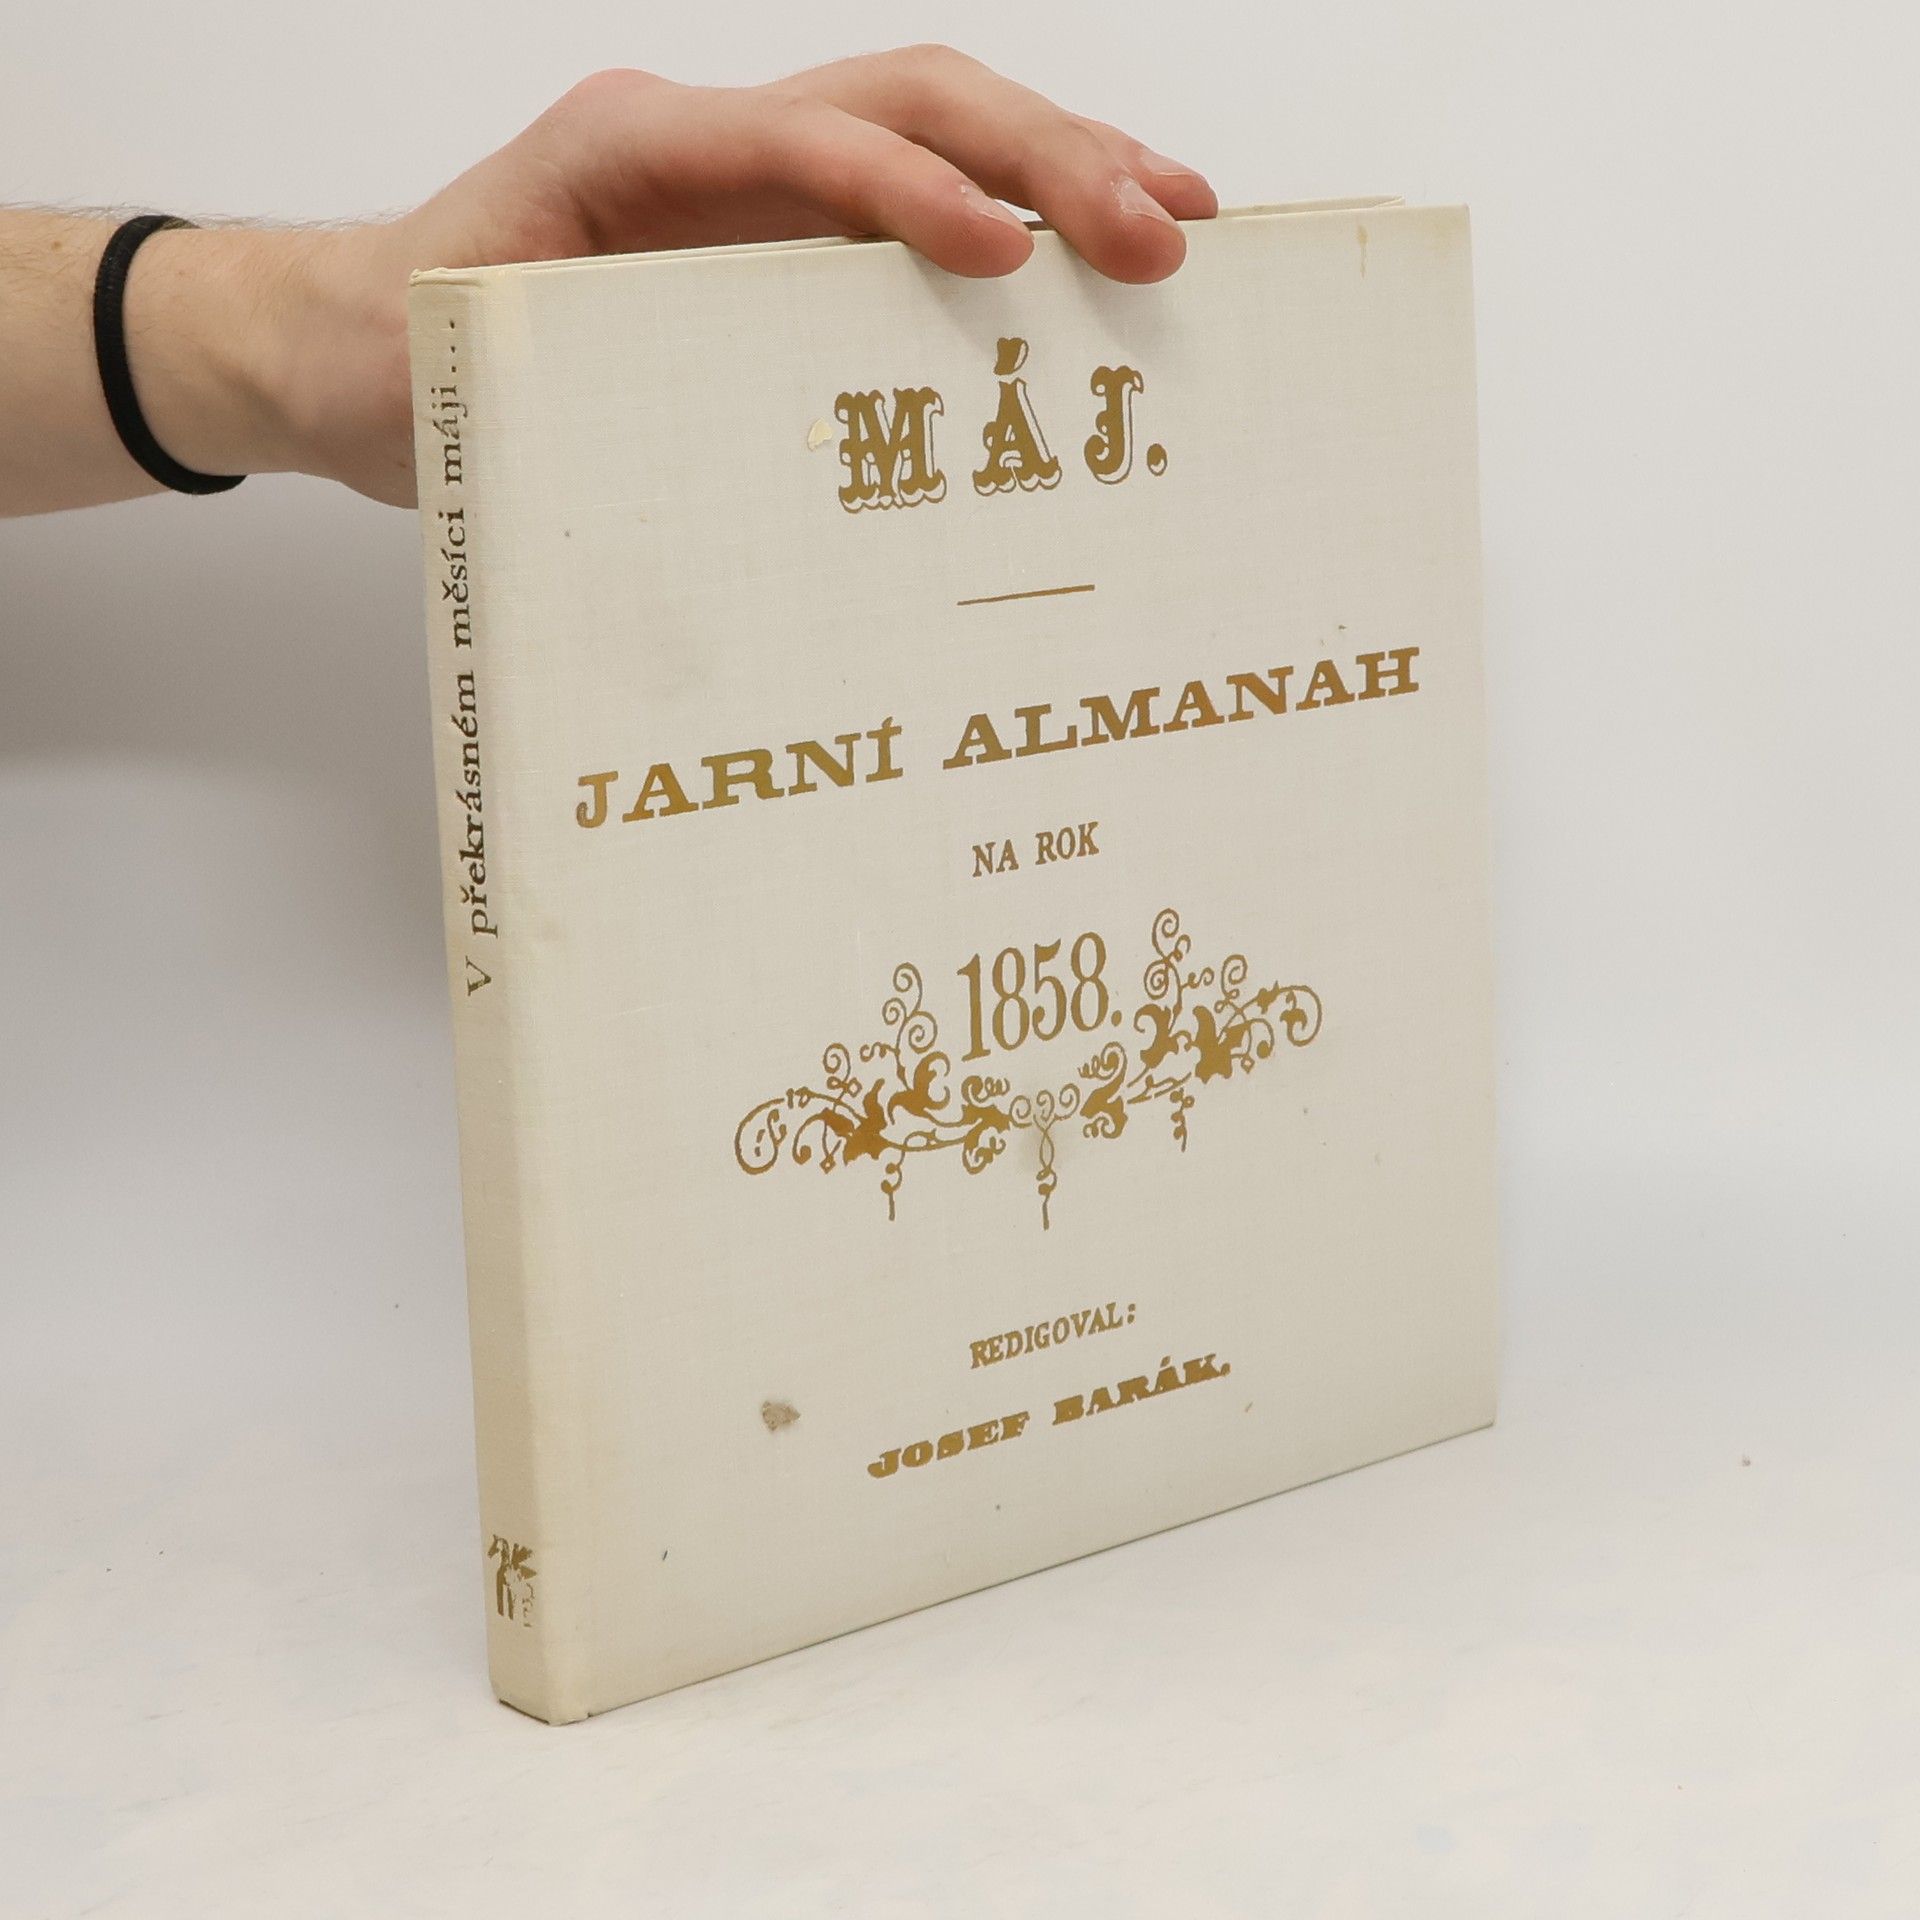 V překrásném měsíci máji...
MÁJ.
JARNÍ ALMANAH
NA ROK
1858.
REDIGOVAL:
JOSEF BARÁK.